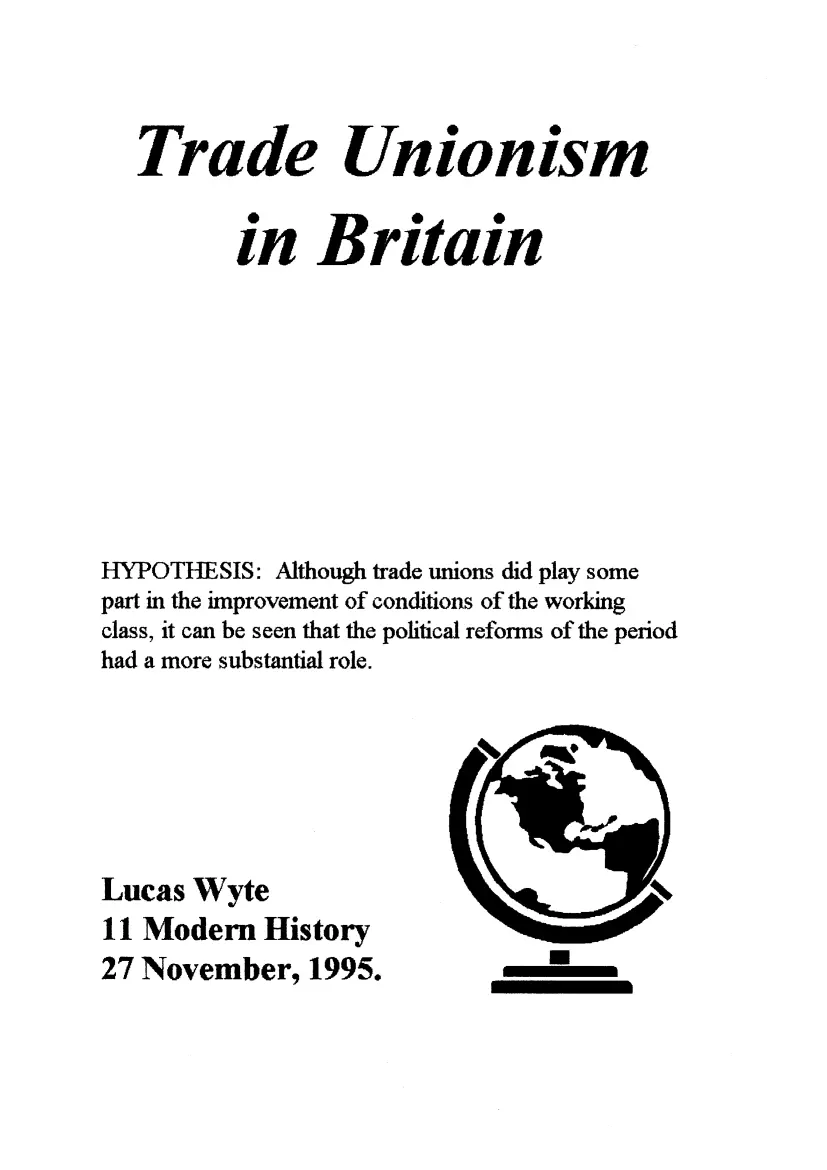 Trade Unionism
in Britain
HYPOTHESIS: Although trade unions did play some
part in the improvement of conditions of the working
class, it can be seen that the political reforms of the period
had a more substantial role.
Lucas Wyte
11 Modern History
27 November, 1995.